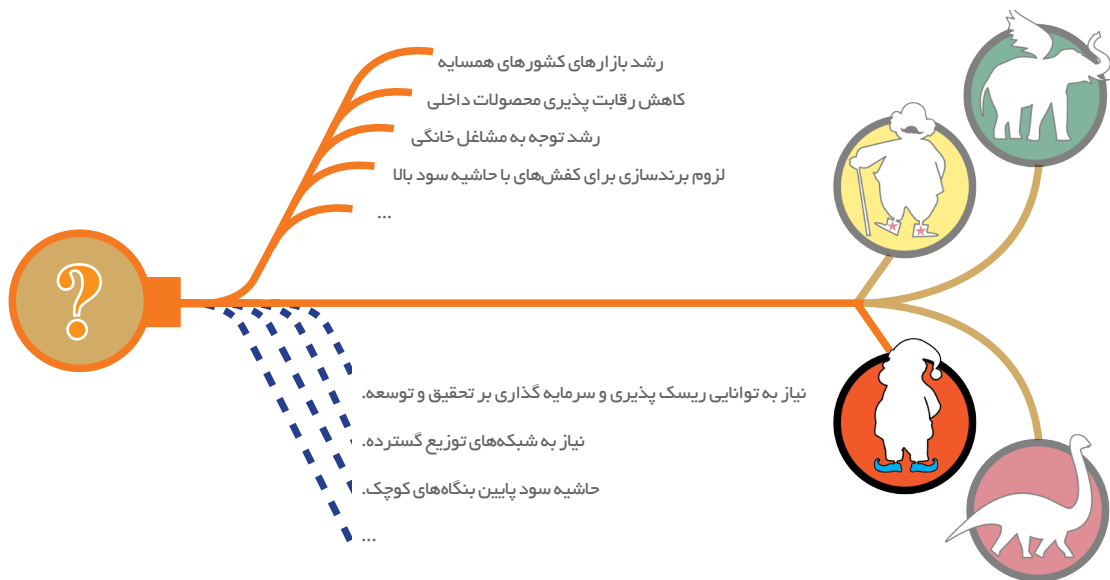 رشد بازارهای کشورهای همسایه
کاهش رقابت پذیری محصولات داخلی
رشد توجه به مشاغل خانگی
لزوم برندسازی برای کفش‌های با حاشیه سود بالا
...
?
نیاز به توانایی ریسک پذیری و سرمایه گذاری بر تحقیق و توسعه.
نیاز به شبکه‌های توزیع گسترده.
حاشیه سود پایین بنگاه‌های کوچک.
...